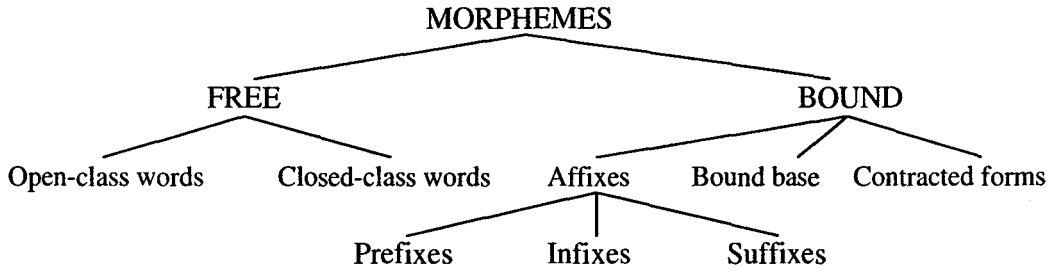 MORPHEMES
FREE BOUND
Open-class words Closed-class words Affixes Bound base Contracted forms
Prefixes Infixes Suffixes